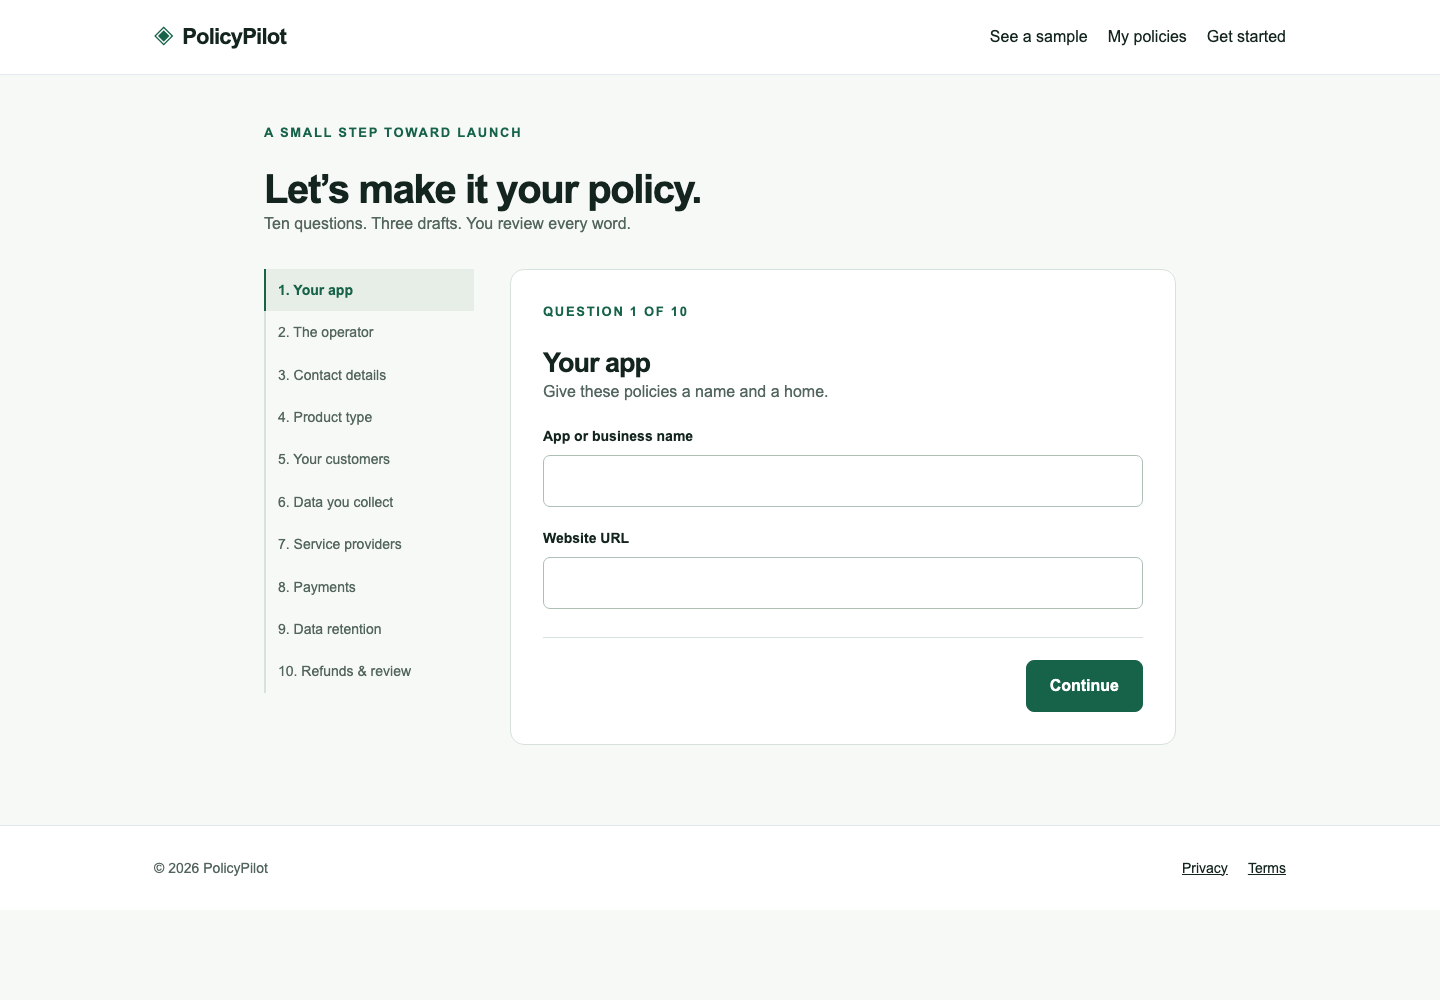 PolicyPilot
See a sample
My policies
Get started
A SMALL STEP TOWARD LAUNCH
Let’s make it your policy.
Ten questions. Three drafts. You review every word.
1. Your app
2. The operator
3. Contact details
4. Product type
5. Your customers
6. Data you collect
7. Service providers
8. Payments
9. Data retention
10. Refunds & review
QUESTION 1 OF 10
Your app
Give these policies a name and a home.
App or business name
Website URL
Continue
© 2026 PolicyPilot
Privacy
Terms